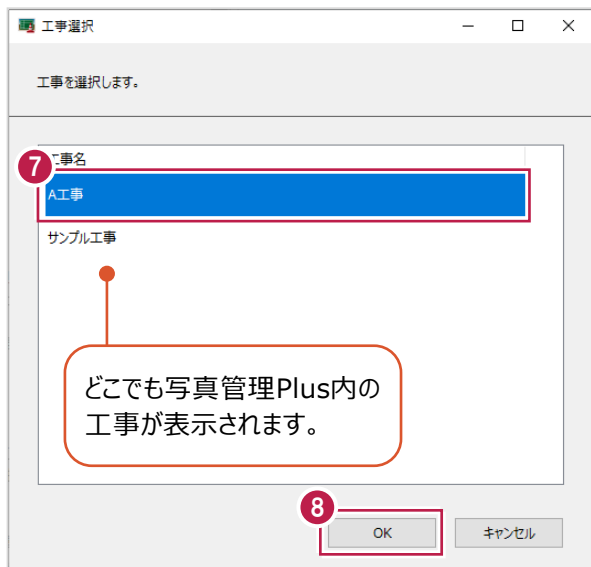 工事選択
工事を選択します。
7
工事名
A工事
サンプル工事
どこでも写真管理Plus内の
工事が表示されます。
8
OK
キャンセル